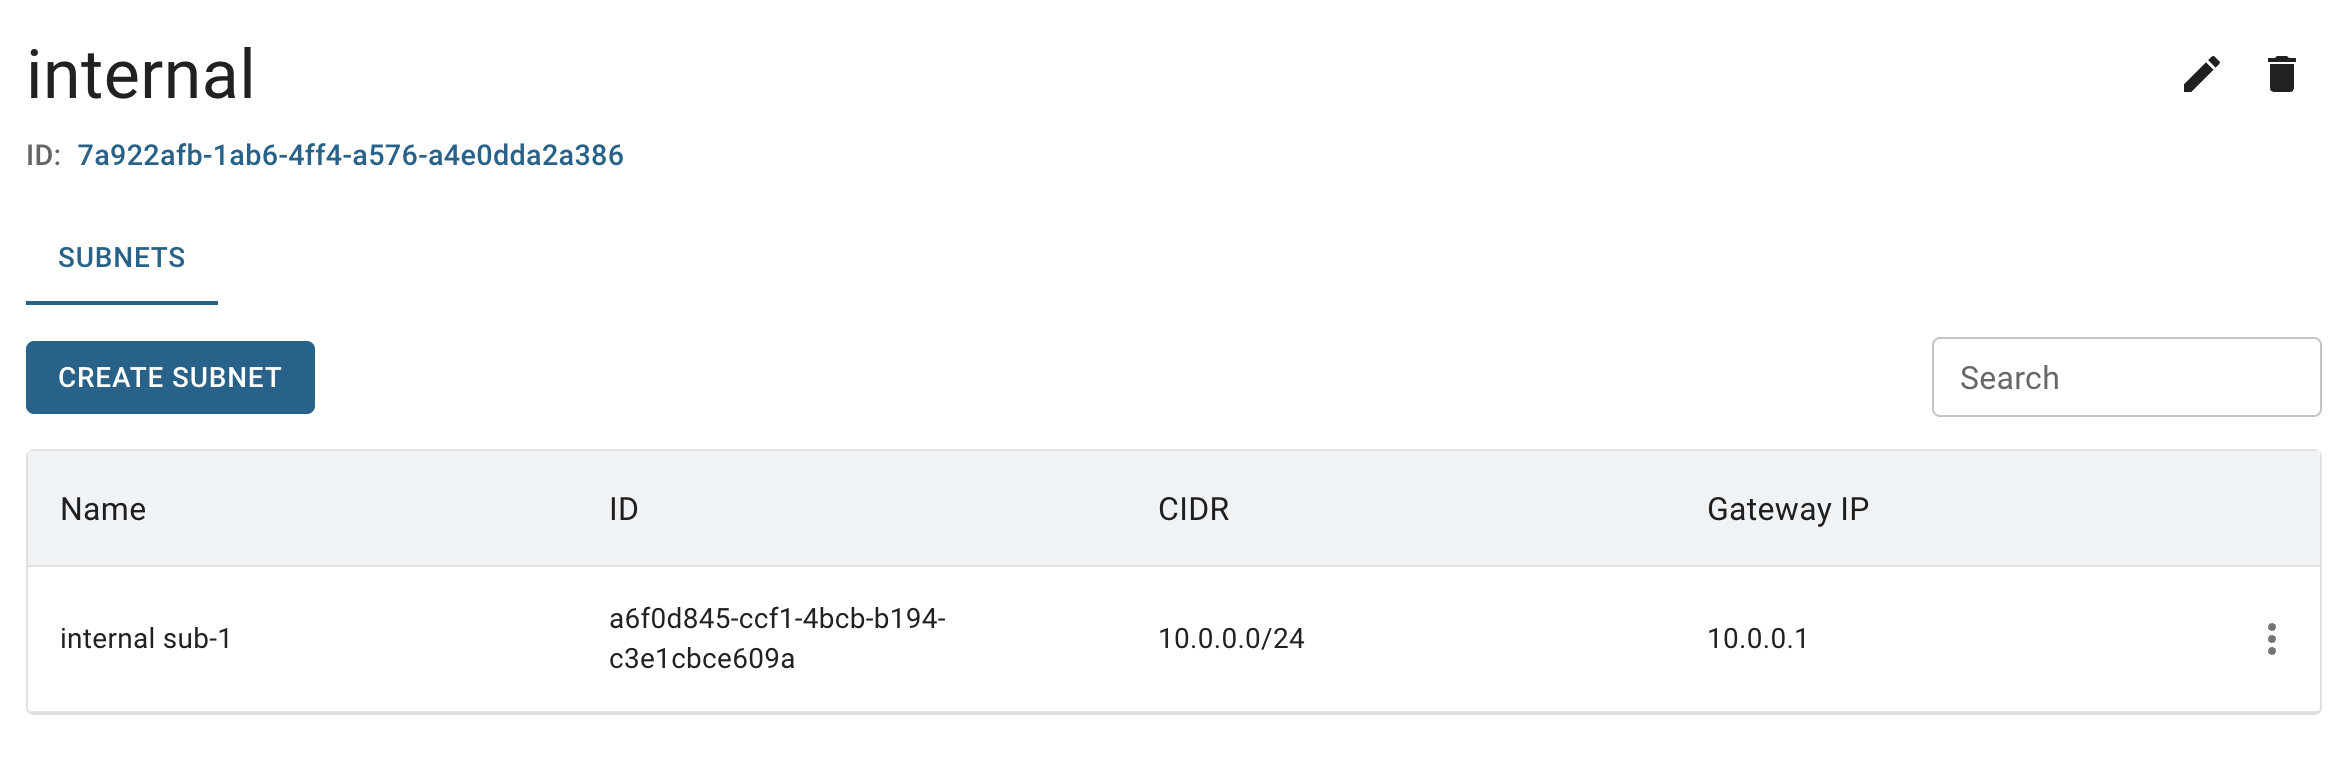 internal
ID: 7a922afb-1ab6-4ff4-a576-a4e0dda2a386
SUBNETS
CREATE SUBNET
Search
Name ID CIDR Gateway IP
internal sub-1 a6f0d845-ccf1-4bcb-b194- 10.0.0.0/24 10.0.0.1
c3e1cbce609a